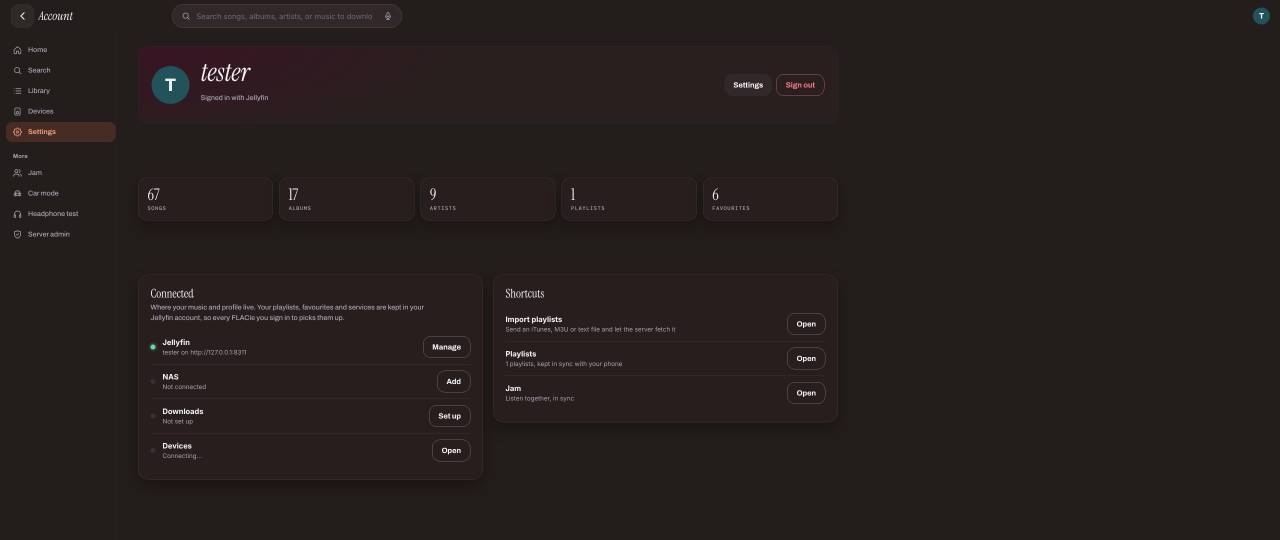 Account
Search songs, albums, artists, or music to downlo
T
Home
Search
Library
Devices
Settings
More
Jam
Car mode
Headphone test
Server admin
T
tester
Signed in with Jellyfin
Settings
Sign out
67
SONGS
17
ALBUMS
9
ARTISTS
1
PLAYLISTS
6
FAVOURITES
Connected
Where your music and profile live. Your playlists, favourites and services are kept in your
Jellyfin account, so every FLACie you sign in to picks them up.
Jellyfin
tester on http://127.0.0.1:8311
Manage
NAS
Not connected
Add
Downloads
Not set up
Set up
Devices
Connecting...
Open
Shortcuts
Import playlists
Send an iTunes, M3U or text file and let the server fetch it
Open
Playlists
1 playlists, kept in sync with your phone
Open
Jam
Listen together, in sync
Open